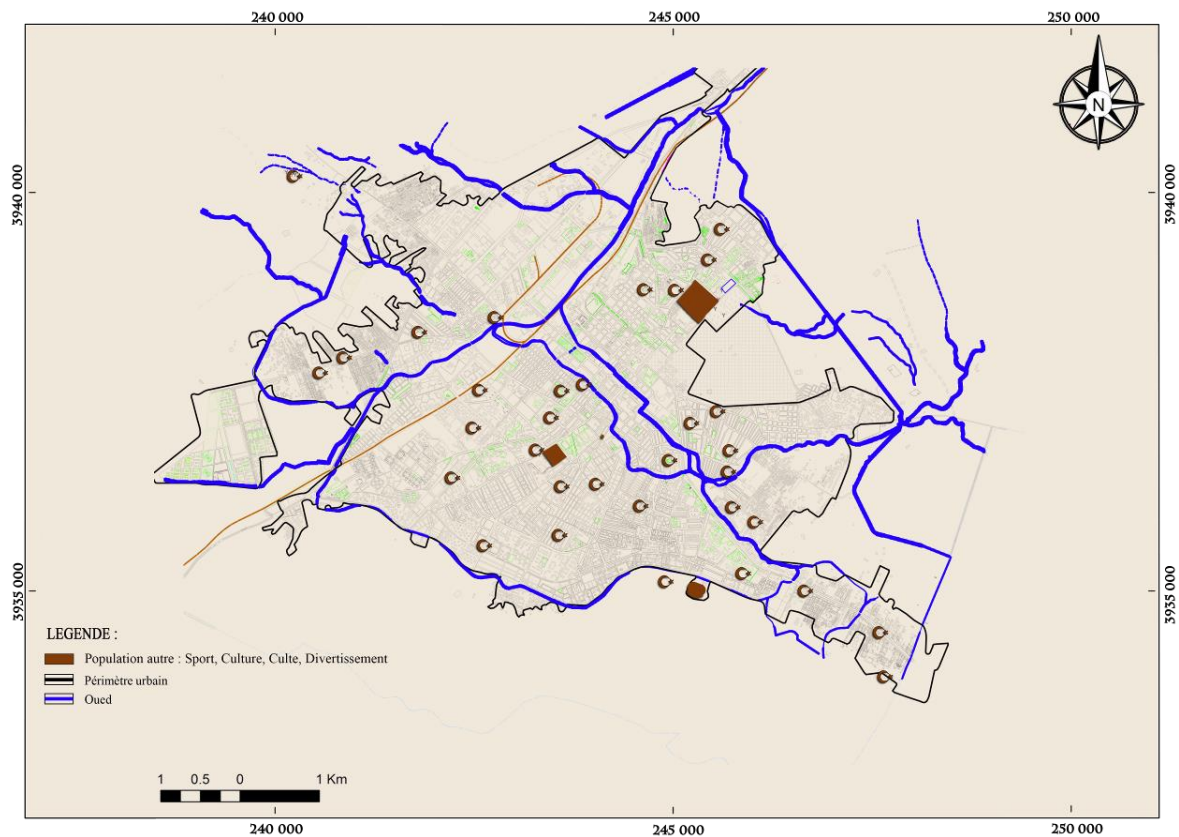 240 000
245 000
250 000
N
3940 000
3940 000
3935 000
3935 000
LEGENDE :
Population autre : Sport, Culture, Culte, Divertissement
Périmètre urbain
Oued
1 0.5 0 1 Km
240 000
245 000
250 000